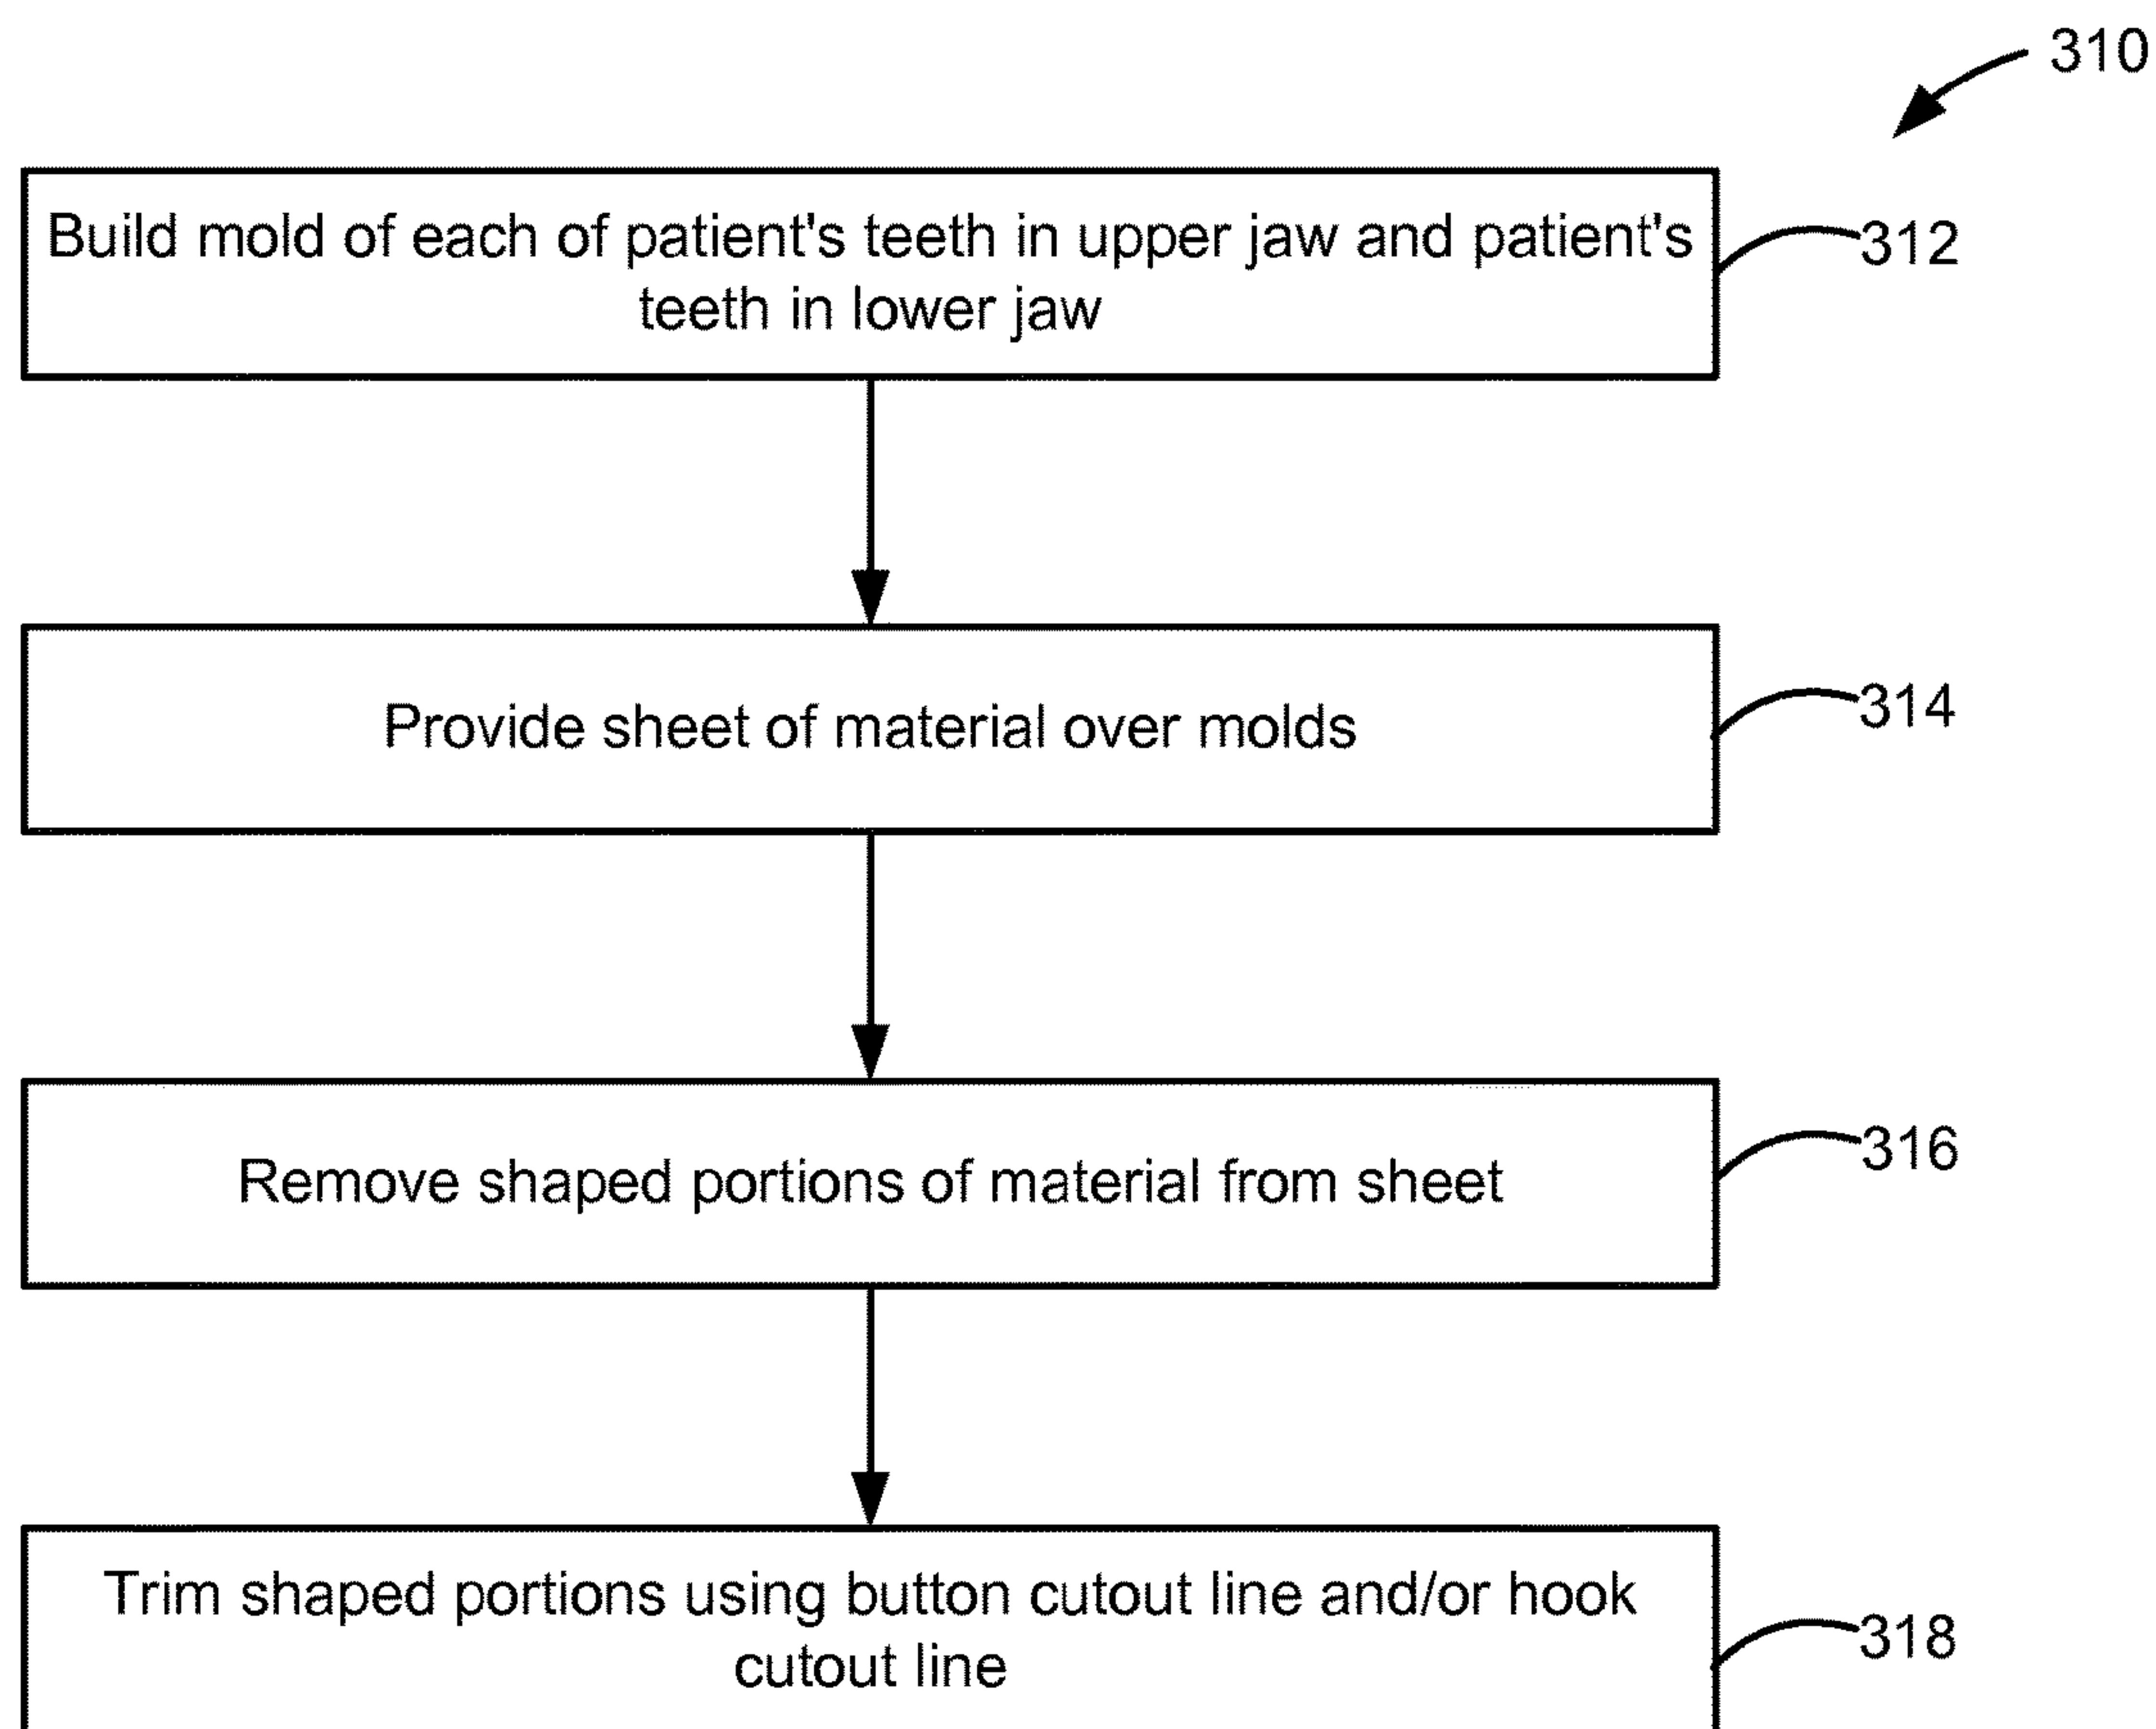 310
Build mold of each of patient's teeth in upper jaw and patient's
teeth in lower jaw
312
Provide sheet of material over molds
314
Remove shaped portions of material from sheet
316
Trim shaped portions using button cutout line and/or hook
cutout line
318